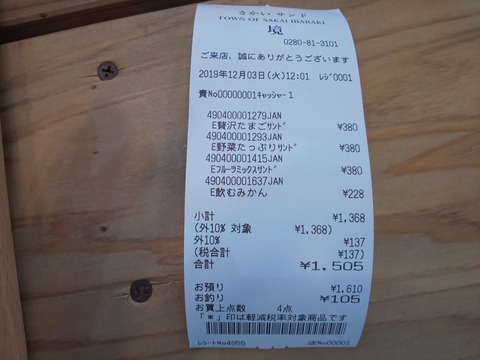 さかいサンド
TOWN OF SAKAI IBARAKI
境
0280-81-3101
ご来店、誠にありがとうございます
2019年12月03日(火)12:01 レジ0001
責No00000001キャッシャー1
490400001279JAN
E贅沢たまごサンド ¥380
490400001293JAN
E野菜たっぷりサンド ¥380
490400001415JAN
Eフルーツミックスサンド ¥380
490400001637JAN
E飲むみかん ¥228
小計 ¥1,368
(外10% 対象 ¥1,368)
外10% ¥137
(税合計 ¥137)
合計 ¥1,505
お預り ¥1,610
お釣り ¥105
お買上点数 4点
「*」印は軽減税率対象商品です
レシートNo4955 店No00001